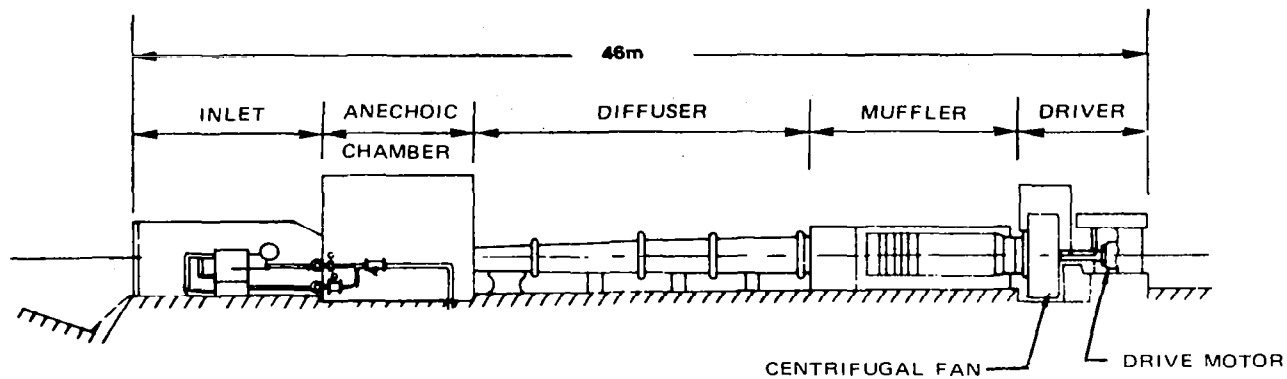 46m
INLET
ANECHOIC
CHAMBER
DIFFUSER
MUFFLER
DRIVER
CENTRIFUGAL FAN
DRIVE MOTOR